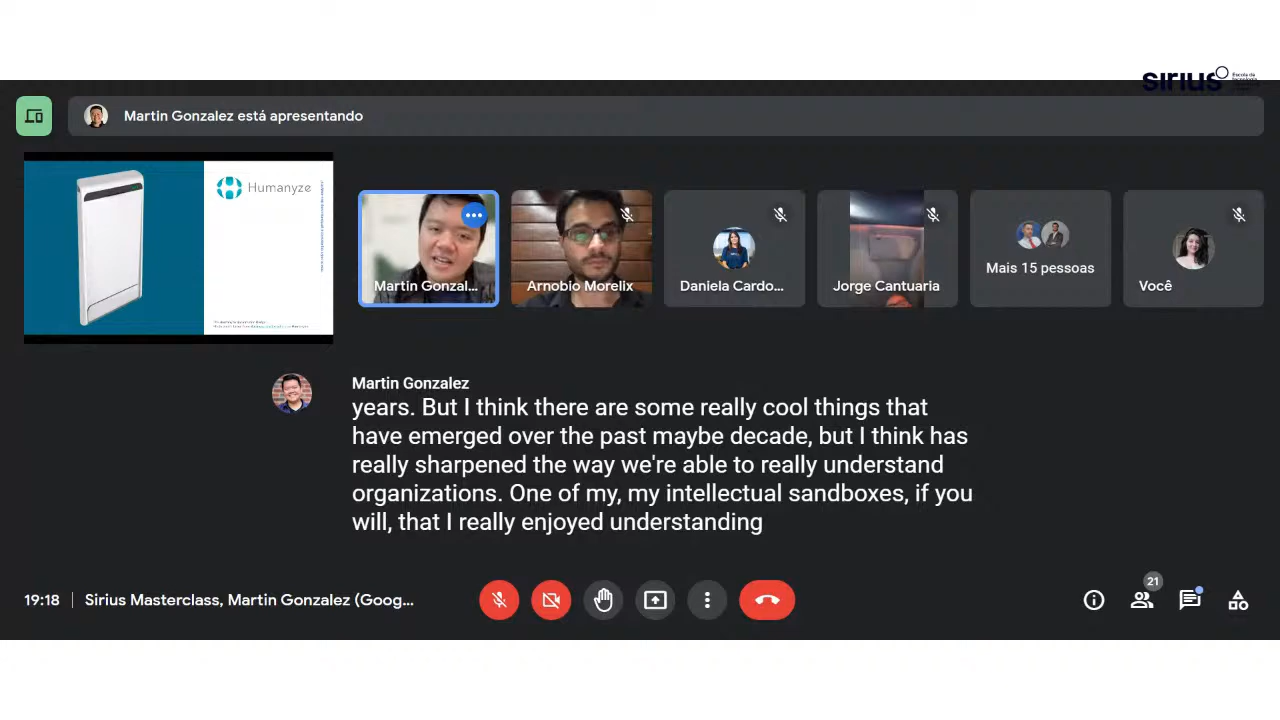 sirius
Escola de
tecnologia
Martin Gonzalez está apresentando
Humanyze
Martin Gonzal...
Arnobio Morelix
Daniela Cardo...
Jorge Cantuaria
Mais 15 pessoas
Você
Martin Gonzalez
years. But I think there are some really cool things that
have emerged over the past maybe decade, but I think has
really sharpened the way we're able to really understand
organizations. One of my, my intellectual sandboxes, if you
will, that I really enjoyed understanding
19:18
Sirius Masterclass, Martin Gonzalez (Goog...
21